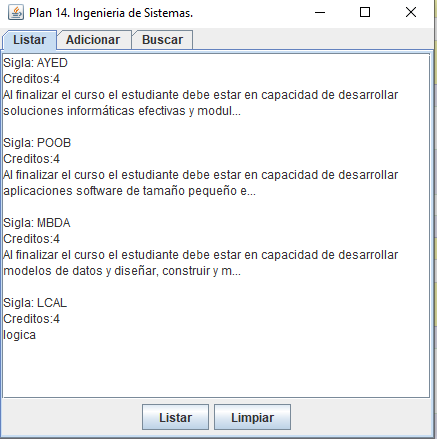 Plan 14. Ingenieria de Sistemas.
Listar Adicionar Buscar
Sigla: AYED
Creditos:4
Al finalizar el curso el estudiante debe estar en capacidad de desarrollar
soluciones informáticas efectivas y modul...
Sigla: POOB
Creditos:4
Al finalizar el curso el estudiante debe estar en capacidad de desarrollar
aplicaciones software de tamaño pequeño e...
Sigla: MBDA
Creditos:4
Al finalizar el curso el estudiante debe estar en capacidad de desarrollar
modelos de datos y diseñar, construir y m...
Sigla: LCAL
Creditos:4
logica
Listar Limpiar